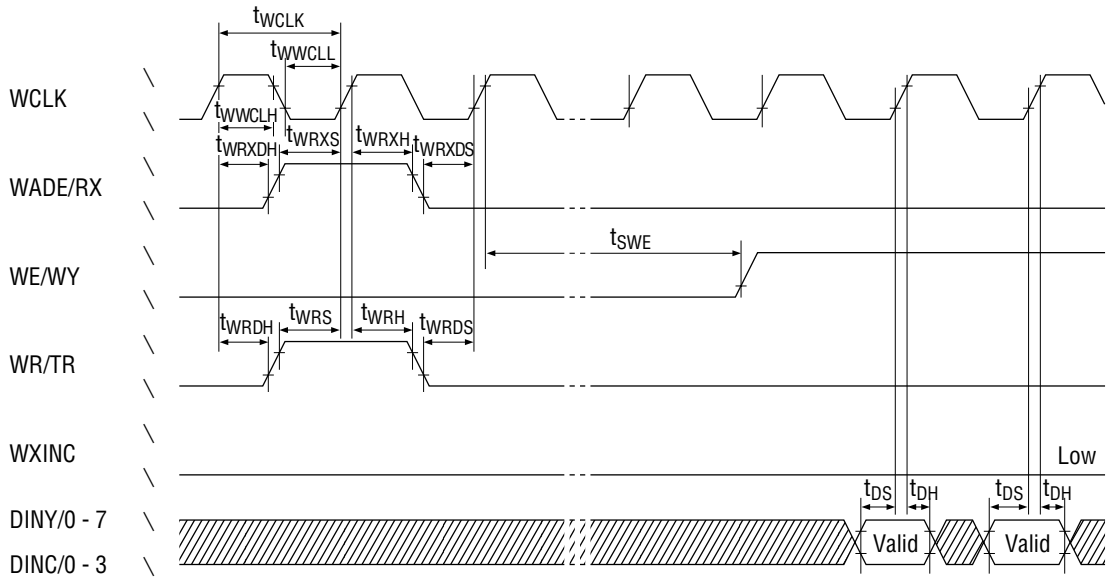 tWCLK
tWWCLL
WCLK
tWWCLH
tWRXDH tWRXS tWRXH tWRXDS
WADE/RX
tSWE
WE/WY
tWRDH tWRS tWRH tWRDS
WR/TR
WXINC
Low
tDS tDH tDS tDH
DINY/0 - 7
Valid Valid
DINC/0 - 3